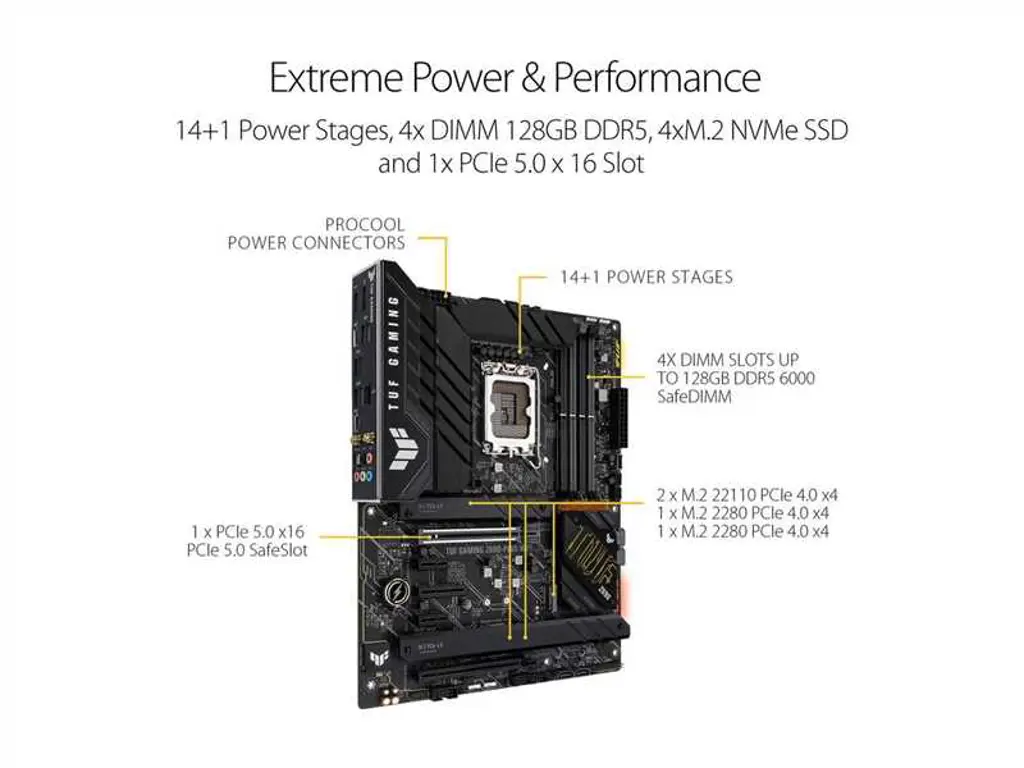 Extreme Power & Performance
14+1 Power Stages, 4x DIMM 128GB DDR5, 4xM.2 NVMe SSD
and 1x PCIe 5.0 x 16 Slot
PROCOOL
POWER CONNECTORS
14+1 POWER STAGES
TUF GAMING
4X DIMM SLOTS UP
TO 128GB DDR5 6000
SafeDIMM
2 x M.2 22110 PCIe 4.0 x4
1 x M.2 2280 PCIe 4.0 x4
1 x M.2 2280 PCIe 4.0 x4
1 x PCIe 5.0 x16
PCIe 5.0 SafeSlot
TUF GAMING